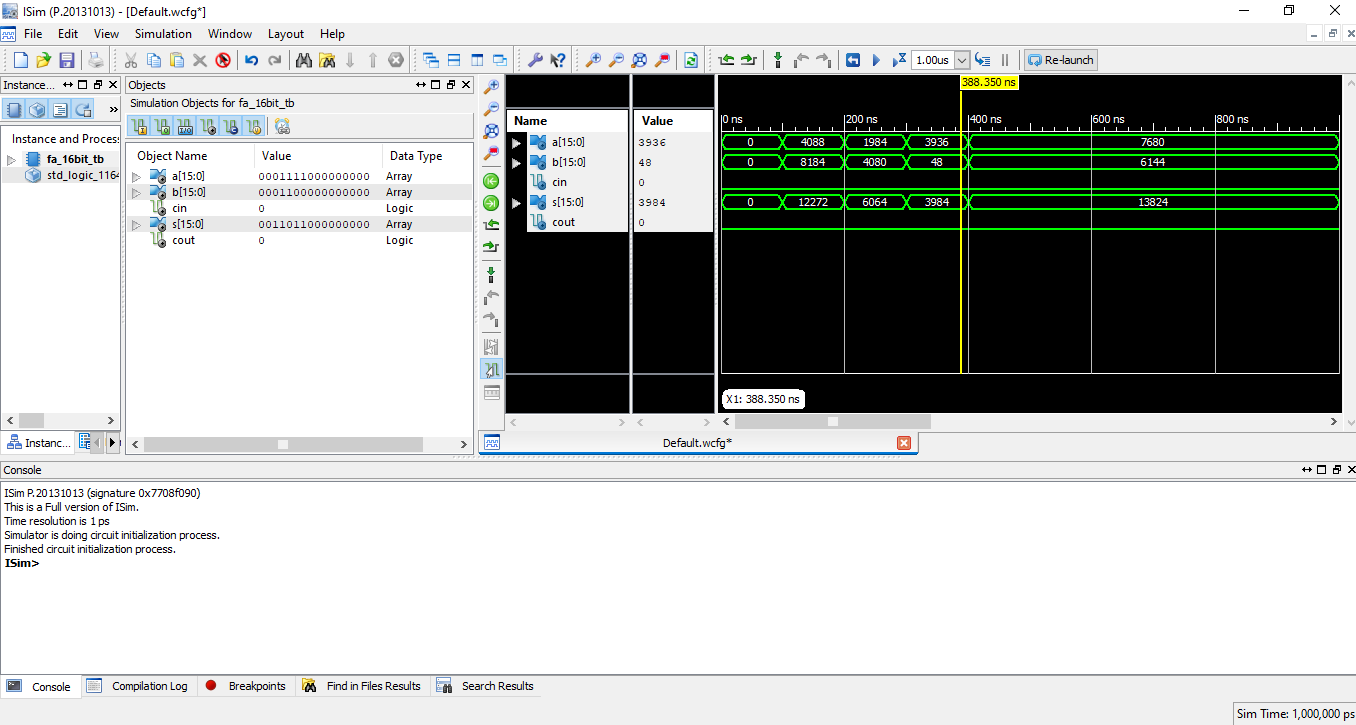 ISim (P.20131013) - [Default.wcfg*]
File Edit View Simulation Window Layout Help
1.00us Re-launch
Instance...
Objects
Simulation Objects for fa_16bit_tb
Instance and Process
fa_16bit_tb
std_logic_1164
Object Name Value Data Type
a[15:0] 0001111000000000 Array
b[15:0] 0001100000000000 Array
cin 0 Logic
s[15:0] 0011011000000000 Array
cout 0 Logic
388.350 ns
Name Value
0 ns 200 ns 400 ns 600 ns 800 ns
a[15:0] 3936 0 4088 1984 3936 7680
b[15:0] 48 0 8184 4080 48 6144
cin 0
s[15:0] 3984 0 12272 6064 3984 13824
cout 0
X1: 388.350 ns
Instanc...
Default.wcfg*
Console
ISim P.20131013 (signature 0x7708f090)
This is a Full version of ISim.
Time resolution is 1 ps
Simulator is doing circuit initialization process.
Finished circuit initialization process.
ISim>
Console Compilation Log Breakpoints Find in Files Results Search Results
Sim Time: 1,000,000 ps